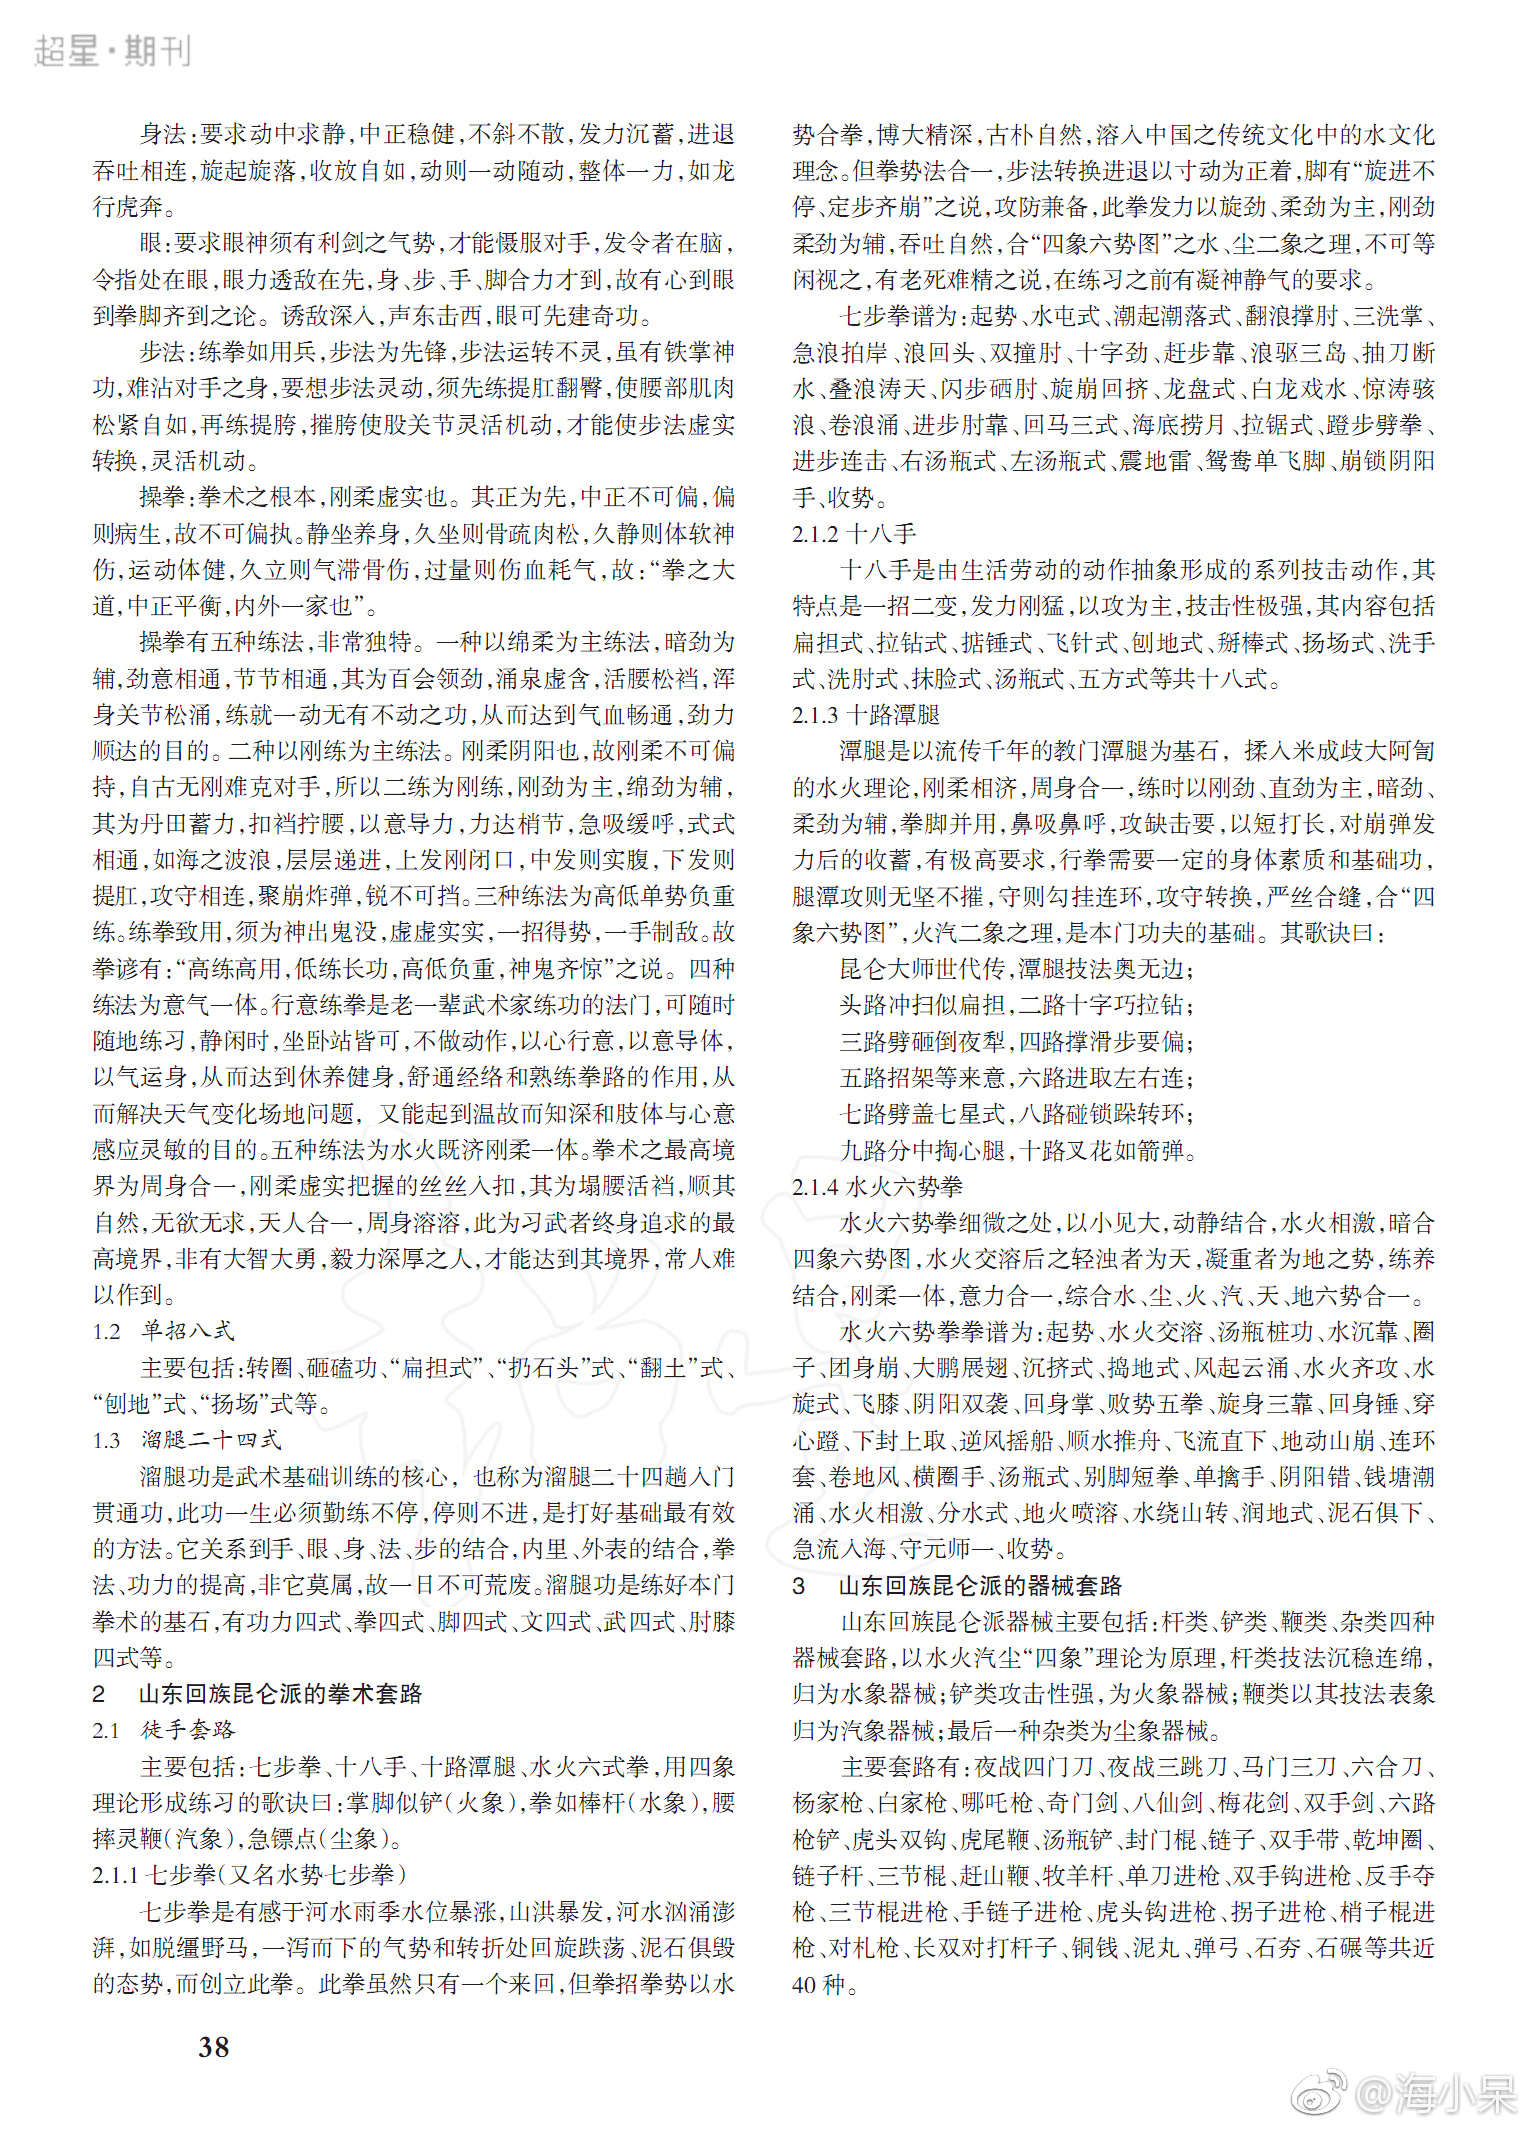 超星·期刊
身法:要求动中求静,中正稳健,不斜不散,发力沉蓄,进退
吞吐相连,旋起旋落,收放自如,动则一动随动,整体一力,如龙
行虎奔。
眼:要求眼神须有利剑之气势,才能慑服对手,发令者在脑,
令指处在眼,眼力透敌在先,身、步、手、脚合力才到,故有心到眼
到拳脚齐到之论。诱敌深入,声东击西,眼可先建奇功。
步法:练拳如用兵,步法为先锋,步法运转不灵,虽有铁掌神
功,难沾对手之身,要想步法灵动,须先练提肛翻臀,使腰部肌肉
松紧自如,再练提胯,摧胯使股关节灵活机动,才能使步法虚实
转换,灵活机动。
操拳:拳术之根本,刚柔虚实也。其正为先,中正不可偏,偏
则病生,故不可偏执。静坐养身,久坐则骨疏肉松,久静则体软神
伤,运动体健,久立则气滞骨伤,过量则伤血耗气,故:“拳之大
道,中正平衡,内外一家也”。
操拳有五种练法,非常独特。一种以绵柔为主练法,暗劲为
辅,劲意相通,节节相通,其为百会领劲,涌泉虚含,活腰松裆,浑
身关节松涌,练就一动无有不动之功,从而达到气血畅通,劲力
顺达的目的。二种以刚练为主练法。刚柔阴阳也,故刚柔不可偏
持,自古无刚难克对手,所以二练为刚练,刚劲为主,绵劲为辅,
其为丹田蓄力,扣裆拧腰,以意导力,力达梢节,急吸缓呼,式式
相通,如海之波浪,层层递进,上发刚闭口,中发则实腹,下发则
提肛,攻守相连,聚崩炸弹,锐不可挡。三种练法为高低单势负重
练。练拳致用,须为神出鬼没,虚虚实实,一招得势,一手制敌。故
拳谚有:“高练高用,低练长功,高低负重,神鬼齐惊”之说。四种
练法为意气一体。行意练拳是老一辈武术家练功的法门,可随时
随地练习,静闲时,坐卧站皆可,不做动作,以心行意,以意导体,
以气运身,从而达到休养健身,舒通经络和熟练拳路的作用,从
而解决天气变化场地问题,又能起到温故而知深和肢体与心意
感应灵敏的目的。五种练法为水火既济刚柔一体。拳术之最高境
界为周身合一,刚柔虚实把握的丝丝入扣,其为塌腰活裆,顺其
自然,无欲无求,天人合一,周身溶溶,此为习武者终身追求的最
高境界,非有大智大勇,毅力深厚之人,才能达到其境界,常人难
以作到。
1.2 单招八式
主要包括:转圈、砸磕功、“扁担式”、“扔石头”式、“翻土”式、
“刨地”式、“扬场”式等。
1.3 溜腿二十四式
溜腿功是武术基础训练的核心,也称为溜腿二十四趟入门
贯通功,此功一生必须勤练不停,停则不进,是打好基础最有效
的方法。它关系到手、眼、身、法、步的结合,内里、外表的结合,拳
法、功力的提高,非它莫属,故一日不可荒废。溜腿功是练好本门
拳术的基石,有功力四式、拳四式、脚四式、文四式、武四式、肘膝
四式等。
2 山东回族昆仑派的拳术套路
2.1 徒手套路
主要包括:七步拳、十八手、十路潭腿、水火六式拳,用四象
理论形成练习的歌诀曰:掌脚似铲(火象),拳如棒杆(水象),腰
摔灵鞭(汽象),急镖点(尘象)。
2.1.1 七步拳(又名水势七步拳)
七步拳是有感于河水雨季水位暴涨,山洪暴发,河水汹涌澎
湃,如脱缰野马,一泻而下的气势和转折处回旋跌荡、泥石俱毁
的态势,而创立此拳。此拳虽然只有一个来回,但拳招拳势以水
势合拳,博大精深,古朴自然,溶入中国之传统文化中的水文化
理念。但拳势法合一,步法转换进退以寸动为正着,脚有“旋进不
停、定步齐崩”之说,攻防兼备,此拳发力以旋劲、柔劲为主,刚劲
柔劲为辅,吞吐自然,合“四象六势图”之水、尘二象之理,不可等
闲视之,有老死难精之说,在练习之前有凝神静气的要求。
七步拳谱为:起势、水屯式、潮起潮落式、翻浪撑肘、三洗掌、
急浪拍岸、浪回头、双撞肘、十字劲、赶步靠、浪驱三岛、抽刀断
水、叠浪涛天、闪步硒肘、旋崩回挤、龙盘式、白龙戏水、惊涛骇
浪、卷浪涌、进步肘靠、回马三式、海底捞月、拉锯式、蹬步劈拳、
进步连击、右汤瓶式、左汤瓶式、震地雷、鸳鸯单飞脚、崩锁阴阳
手、收势。
2.1.2 十八手
十八手是由生活劳动的动作抽象形成的系列技击动作,其
特点是一招二变,发力刚猛,以攻为主,技击性极强,其内容包括
扁担式、拉钻式、掂锤式、飞针式、刨地式、掰棒式、扬场式、洗手
式、洗肘式、抹脸式、汤瓶式、五方式等共十八式。
2.1.3 十路潭腿
潭腿是以流传千年的教门潭腿为基石,揉入米成歧大阿訇
的水火理论,刚柔相济,周身合一,练时以刚劲、直劲为主,暗劲、
柔劲为辅,拳脚并用,鼻吸鼻呼,攻缺击要,以短打长,对崩弹发
力后的收蓄,有极高要求,行拳需要一定的身体素质和基础功,
腿潭攻则无坚不摧,守则勾挂连环,攻守转换,严丝合缝,合“四
象六势图”,火汽二象之理,是本门功夫的基础。其歌诀曰:
昆仑大师世代传,潭腿技法奥无边;
头路冲扫似扁担,二路十字巧拉钻;
三路劈砸倒夜犁,四路撑滑步要偏;
五路招架等来意,六路进取左右连;
七路劈盖七星式,八路碰锁跺转环;
九路分中掏心腿,十路叉花如箭弹。
2.1.4 水火六势拳
水火六势拳细微之处,以小见大,动静结合,水火相激,暗合
四象六势图,水火交溶后之轻浊者为天,凝重者为地之势,练养
结合,刚柔一体,意力合一,综合水、尘、火、汽、天、地六势合一。
水火六势拳拳谱为:起势、水火交溶、汤瓶桩功、水沉靠、圈
子、团身崩、大鹏展翅、沉挤式、捣地式、风起云涌、水火齐攻、水
旋式、飞膝、阴阳双袭、回身掌、败势五拳、旋身三靠、回身锤、穿
心蹬、下封上取、逆风摇船、顺水推舟、飞流直下、地动山崩、连环
套、卷地风、横圈手、汤瓶式、别脚短拳、单擒手、阴阳错、钱塘潮
涌、水火相激、分水式、地火喷溶、水绕山转、润地式、泥石俱下、
急流入海、守元师一、收势。
3 山东回族昆仑派的器械套路
山东回族昆仑派器械主要包括:杆类、铲类、鞭类、杂类四种
器械套路,以水火汽尘“四象”理论为原理,杆类技法沉稳连绵,
归为水象器械;铲类攻击性强,为火象器械;鞭类以其技法表象
归为汽象器械;最后一种杂类为尘象器械。
主要套路有:夜战四门刀、夜战三跳刀、马门三刀、六合刀、
杨家枪、白家枪、哪吒枪、奇门剑、八仙剑、梅花剑、双手剑、六路
枪铲、虎头双钩、虎尾鞭、汤瓶铲、封门棍、链子、双手带、乾坤圈、
链子杆、三节棍、赶山鞭、牧羊杆、单刀进枪、双手钩进枪、反手夺
枪、三节棍进枪、手链子进枪、虎头钩进枪、拐子进枪、梢子棍进
枪、对札枪、长双对打杆子、铜钱、泥丸、弹弓、石夯、石碾等共近
40 种。
38
@海小呆